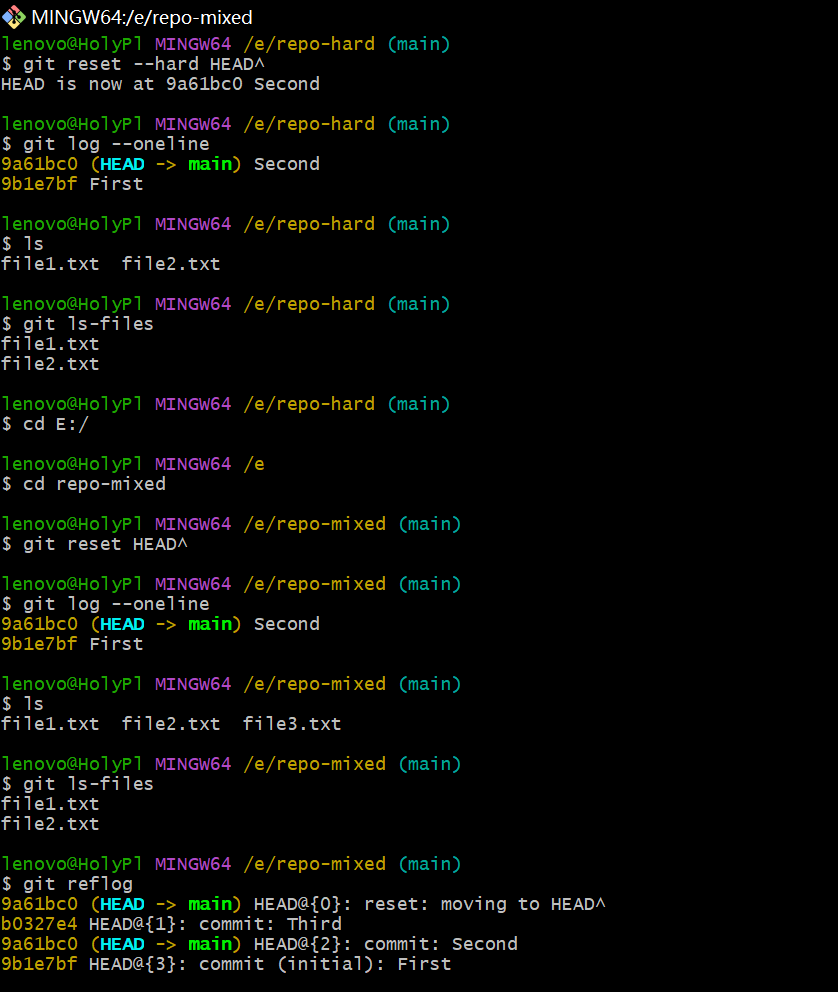 MINGW64:/e/repo-mixed
lenovo@HolyPl MINGW64 /e/repo-hard (main)
$ git reset --hard HEAD^
HEAD is now at 9a61bc0 Second
lenovo@HolyPl MINGW64 /e/repo-hard (main)
$ git log --oneline
9a61bc0 (HEAD -> main) Second
9b1e7bf First
lenovo@HolyPl MINGW64 /e/repo-hard (main)
$ ls
file1.txt  file2.txt
lenovo@HolyPl MINGW64 /e/repo-hard (main)
$ git ls-files
file1.txt
file2.txt
lenovo@HolyPl MINGW64 /e/repo-hard (main)
$ cd E:/
lenovo@HolyPl MINGW64 /e
$ cd repo-mixed
lenovo@HolyPl MINGW64 /e/repo-mixed (main)
$ git reset HEAD^
lenovo@HolyPl MINGW64 /e/repo-mixed (main)
$ git log --oneline
9a61bc0 (HEAD -> main) Second
9b1e7bf First
lenovo@HolyPl MINGW64 /e/repo-mixed (main)
$ ls
file1.txt  file2.txt  file3.txt
lenovo@HolyPl MINGW64 /e/repo-mixed (main)
$ git ls-files
file1.txt
file2.txt
lenovo@HolyPl MINGW64 /e/repo-mixed (main)
$ git reflog
9a61bc0 (HEAD -> main) HEAD@{0}: reset: moving to HEAD^
b0327e4 HEAD@{1}: commit: Third
9a61bc0 (HEAD -> main) HEAD@{2}: commit: Second
9b1e7bf HEAD@{3}: commit (initial): First